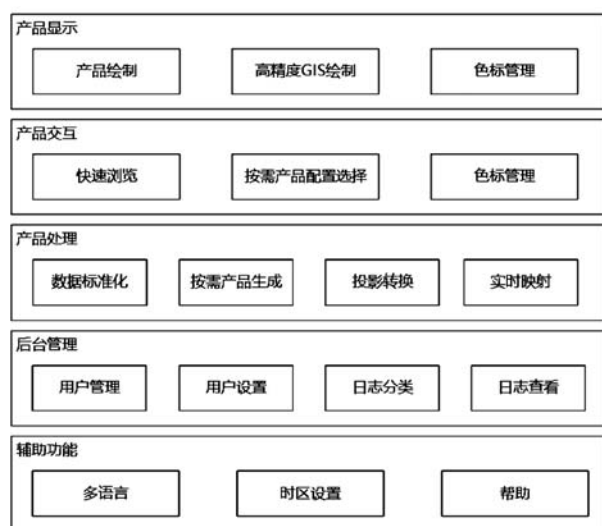 产品显示
产品绘制 高精度GIS绘制 色标管理
产品交互
快速浏览 按需产品配置选择 色标管理
产品处理
数据标准化 按需产品生成 投影转换 实时映射
后台管理
用户管理 用户设置 日志分类 日志查看
辅助功能
多语言 时区设置 帮助